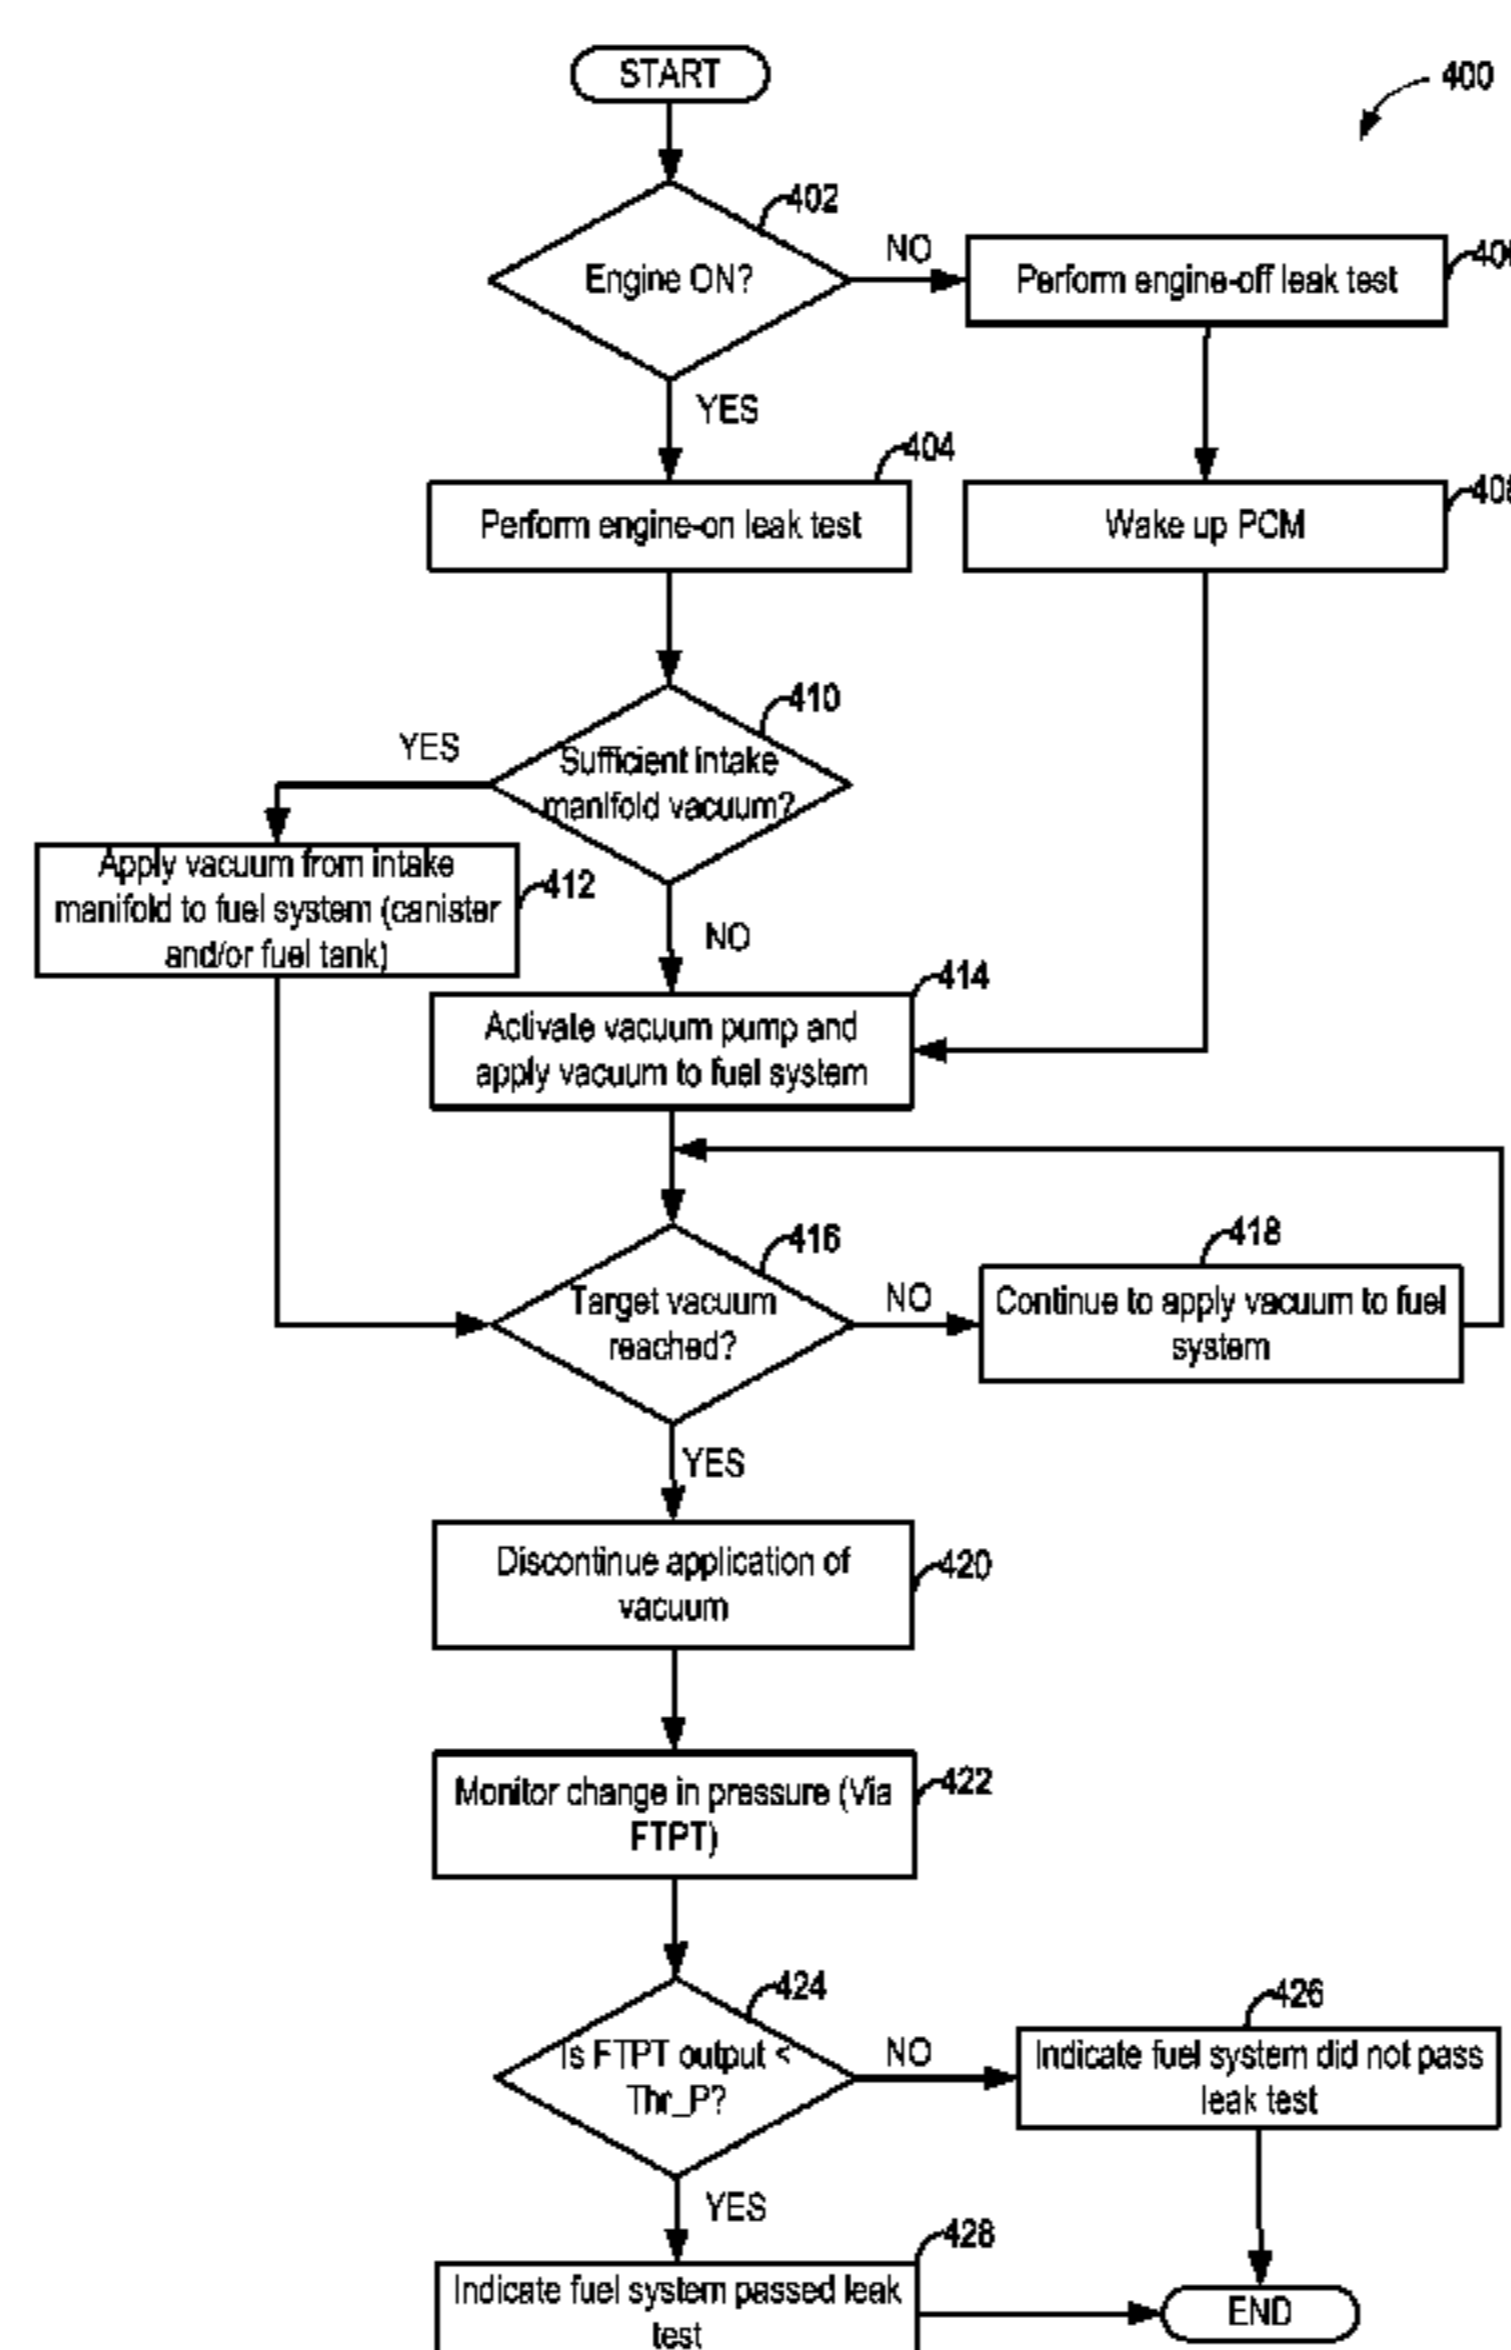 START
400
402
Engine ON?
NO
Perform engine-off leak test
YES
404
Perform engine-on leak test
Wake up PCM
410
Sufficient intake
manifold vacuum?
YES
Apply vacuum from intake
manifold to fuel system (canister
and/or fuel tank)
412
NO
414
Activate vacuum pump and
apply vacuum to fuel system
416
Target vacuum
reached?
NO
418
Continue to apply vacuum to fuel
system
YES
Discontinue application of
vacuum
420
Monitor change in pressure (Via
FTPT)
422
424
Is FTPT output <
Thr_P?
NO
426
Indicate fuel system did not pass
leak test
YES
428
Indicate fuel system passed leak
test
END